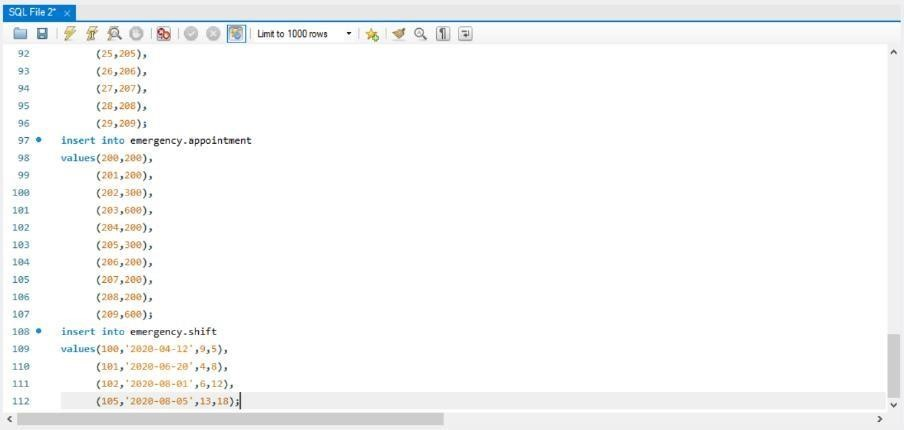 SQL File 2* ×
Limit to 1000 rows
92 (25,205),
93 (26,206),
94 (27,207),
95 (28,208),
96 (29,209);
97 insert into emergency.appointment
98 values(200,200),
99 (201,200),
100 (202,300),
101 (203,600),
102 (204,200),
103 (205,300),
104 (206,200),
105 (207,200),
106 (208,200),
107 (209,600);
108 insert into emergency.shift
109 values(100,'2020-04-12',9,5),
110 (101,'2020-06-20',4,8),
111 (102,'2020-08-01',6,12),
112 (105,'2020-08-05',13,18);